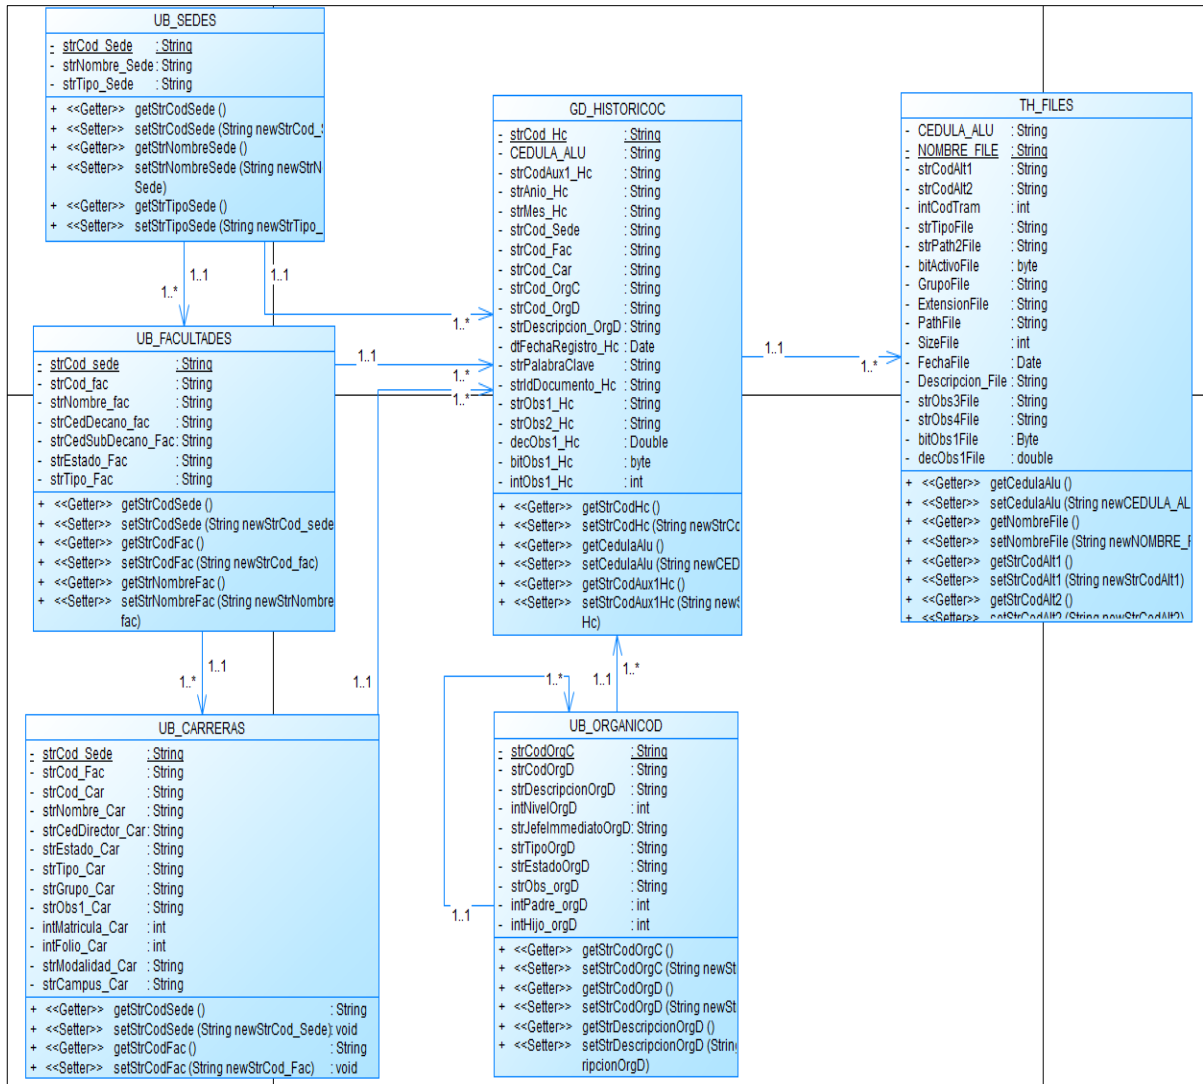 UB_SEDES
- strCod_Sede : String
- strNombre_Sede : String
- strTipo_Sede : String
+ <<Getter>> getStrCodSede ()
+ <<Setter>> setStrCodSede (String newStrCod_S
+ <<Getter>> getStrNombreSede ()
+ <<Setter>> setStrNombreSede (String newStrN
Sede)
+ <<Getter>> getStrTipoSede ()
+ <<Setter>> setStrTipoSede (String newStrTipo_
1..1
1..*
1..1
1..*
UB_FACULTADES
- strCod_sede : String
- strCod_fac : String
- strNombre_fac : String
- strCedDecano_fac : String
- strCedSubDecano_Fac : String
- strEstado_Fac : String
- strTipo_Fac : String
+ <<Getter>> getStrCodSede ()
+ <<Setter>> setStrCodSede (String newStrCod_sede
+ <<Getter>> getStrCodFac ()
+ <<Setter>> setStrCodFac (String newStrCod_fac)
+ <<Getter>> getStrNombreFac ()
+ <<Setter>> setStrNombreFac (String newStrNombre
fac)
1..1
1..*
1..1
1..*
UB_CARRERAS
- strCod_Sede : String
- strCod_Fac : String
- strCod_Car : String
- strNombre_Car : String
- strCedDirector_Car : String
- strEstado_Car : String
- strTipo_Car : String
- strGrupo_Car : String
- strObs1_Car : String
- intMatricula_Car : int
- intFolio_Car : int
- strModalidad_Car : String
- strCampus_Car : String
+ <<Getter>> getStrCodSede () : String
+ <<Setter>> setStrCodSede (String newStrCod_Sede) : void
+ <<Getter>> getStrCodFac () : String
+ <<Setter>> setStrCodFac (String newStrCod_Fac) : void
1..1
1..*
GD_HISTORICOC
- strCod_Hc : String
- CEDULA_ALU : String
- strCodAux1_Hc : String
- strAnio_Hc : String
- strMes_Hc : String
- strCod_Sede : String
- strCod_Fac : String
- strCod_Car : String
- strCod_OrgC : String
- strCod_OrgD : String
- strDescripcion_OrgD : String
- dtFechaRegistro_Hc : Date
- strPalabraClave : String
- strIdDocumento_Hc : String
- strObs1_Hc : String
- strObs2_Hc : String
- decObs1_Hc : Double
- bitObs1_Hc : byte
- intObs1_Hc : int
+ <<Getter>> getStrCodHc ()
+ <<Setter>> setStrCodHc (String newStrCo
+ <<Getter>> getCedulaAlu ()
+ <<Setter>> setCedulaAlu (String newCED
+ <<Getter>> getStrCodAux1Hc ()
+ <<Setter>> setStrCodAux1Hc (String newS
Hc)
1..1
1..*
1..*
1..1
1..*
1..1
UB_ORGANICOD
- strCodOrgC : String
- strCodOrgD : String
- strDescripcionOrgD : String
- intNivelOrgD : int
- strJefeImmediatoOrgD : String
- strTipoOrgD : String
- strEstadoOrgD : String
- strObs_orgD : String
- intPadre_orgD : int
- intHijo_orgD : int
+ <<Getter>> getStrCodOrgC ()
+ <<Setter>> setStrCodOrgC (String newSt
+ <<Getter>> getStrCodOrgD ()
+ <<Setter>> setStrCodOrgD (String newS
+ <<Getter>> getStrDescripcionOrgD ()
+ <<Setter>> setStrDescripcionOrgD (String
ripcionOrgD)
TH_FILES
- CEDULA_ALU : String
- NOMBRE_FILE : String
- strCodAlt1 : String
- strCodAlt2 : String
- intCodTram : int
- strTipoFile : String
- strPath2File : String
- bitActivoFile : byte
- GrupoFile : String
- ExtensionFile : String
- PathFile : String
- SizeFile : int
- FechaFile : Date
- Descripcion_File : String
- strObs3File : String
- strObs4File : String
- bitObs1File : Byte
- decObs1File : double
+ <<Getter>> getCedulaAlu ()
+ <<Setter>> setCedulaAlu (String newCEDULA_AL
+ <<Getter>> getNombreFile ()
+ <<Setter>> setNombreFile (String newNOMBRE_F
+ <<Getter>> getStrCodAlt1 ()
+ <<Setter>> setStrCodAlt1 (String newStrCodAlt1)
+ <<Getter>> getStrCodAlt2 ()
+ <<Setter>> setStrCodAlt2 (String newStrCodAlt2)